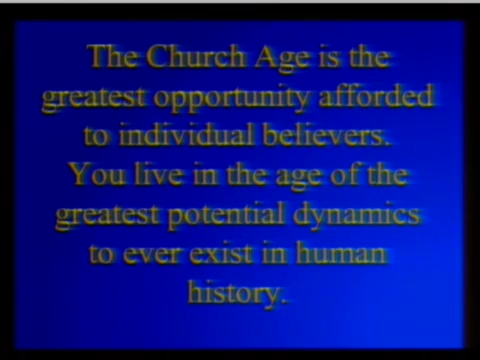 The Church Age is the
greatest opportunity afforded
to individual believers.
You live in the age of the
greatest potential dynamics
to ever exist in human
history.